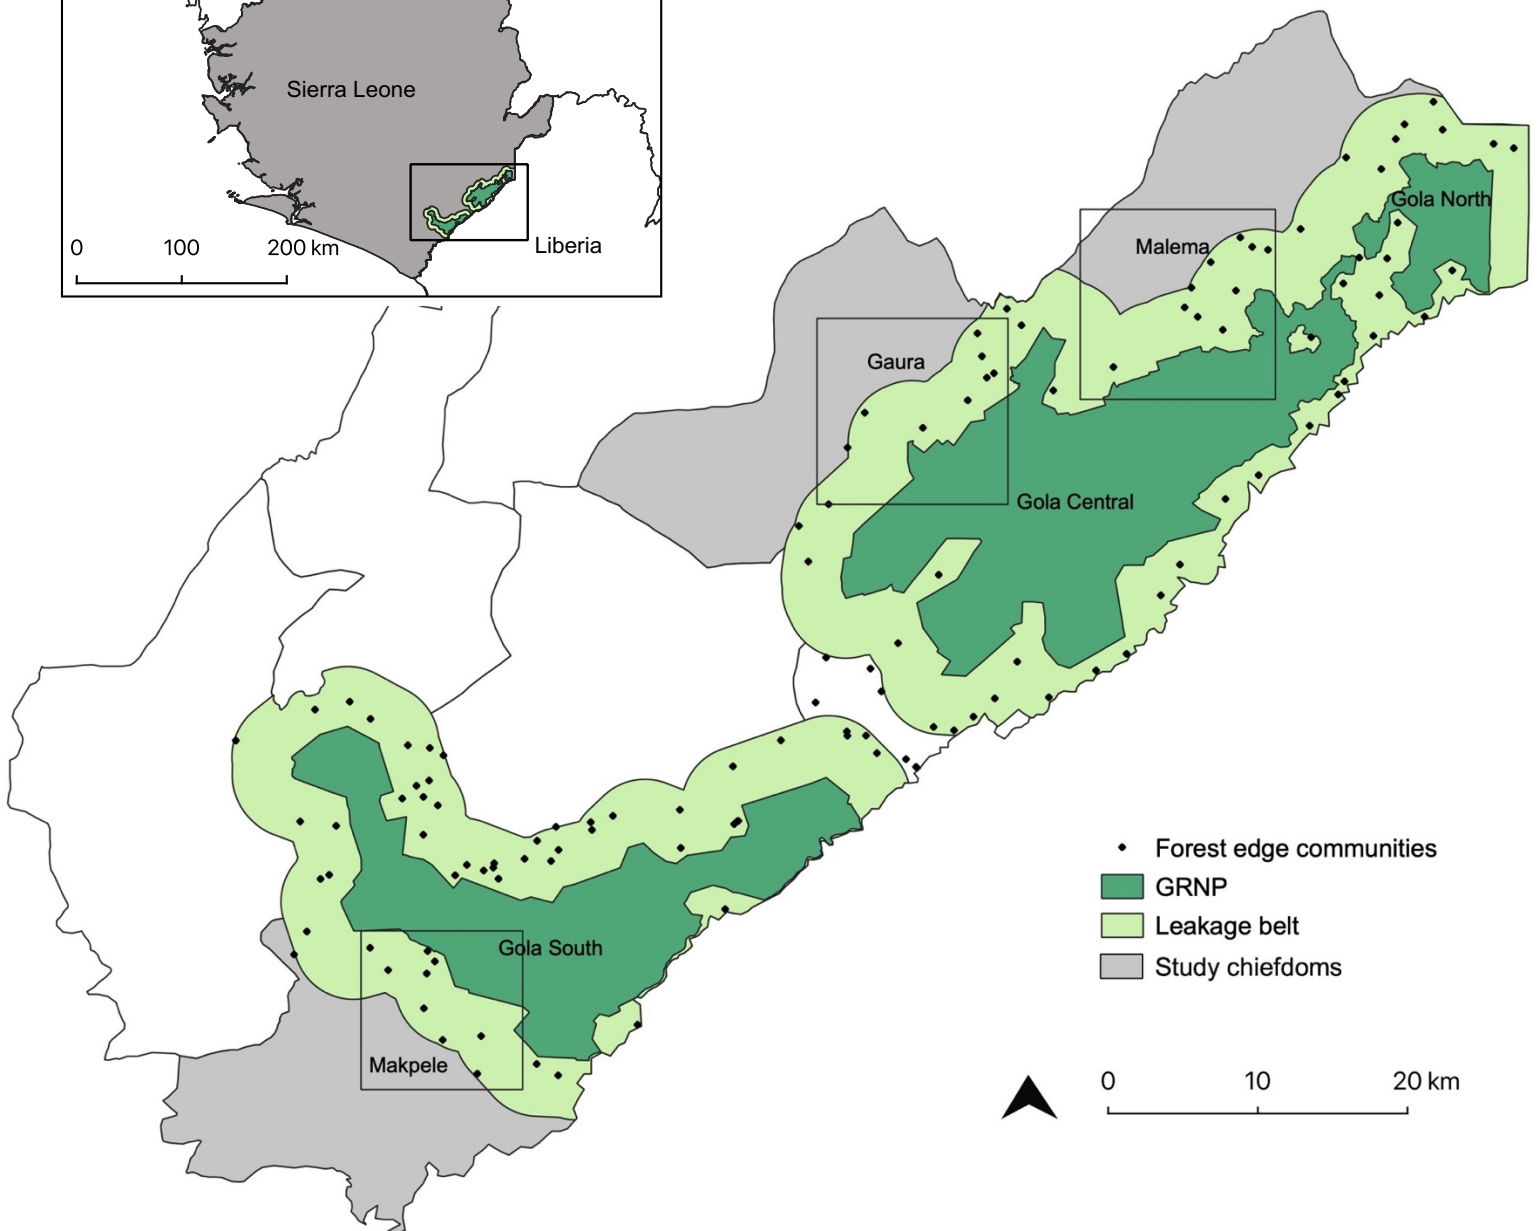 Sierra Leone
0 100 200 km
Liberia
Gola North
Malema
Gaura
Gola Central
Forest edge communities
GRNP
Leakage belt
Gola South
Study chiefdoms
Makpele
0 10 20 km